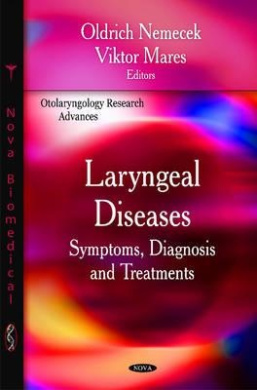 Oldrich Nemecek
Viktor Mares
Editors
Otolaryngology Research
Advances
Laryngeal
Diseases
Symptoms, Diagnosis
and Treatments
Nova Biomedical
NOVA